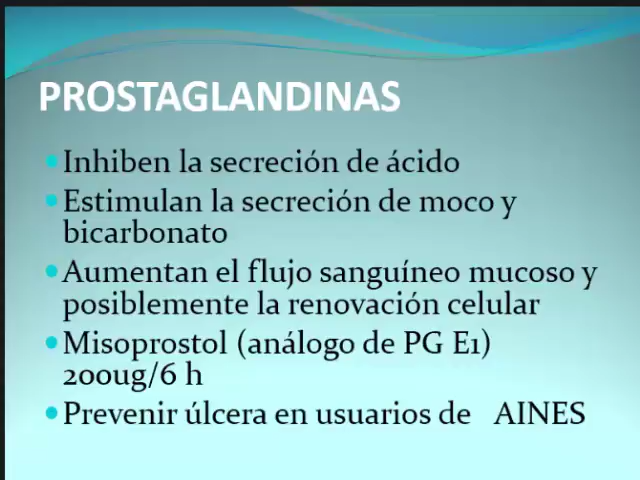 PROSTAGLANDINAS
Inhiben la secreción de ácido
Estimulan la secreción de moco y
bicarbonato
Aumentan el flujo sanguíneo mucoso y
posiblemente la renovación celular
Misoprostol (análogo de PG E1)
200ug/6 h
Prevenir úlcera en usuarios de AINES